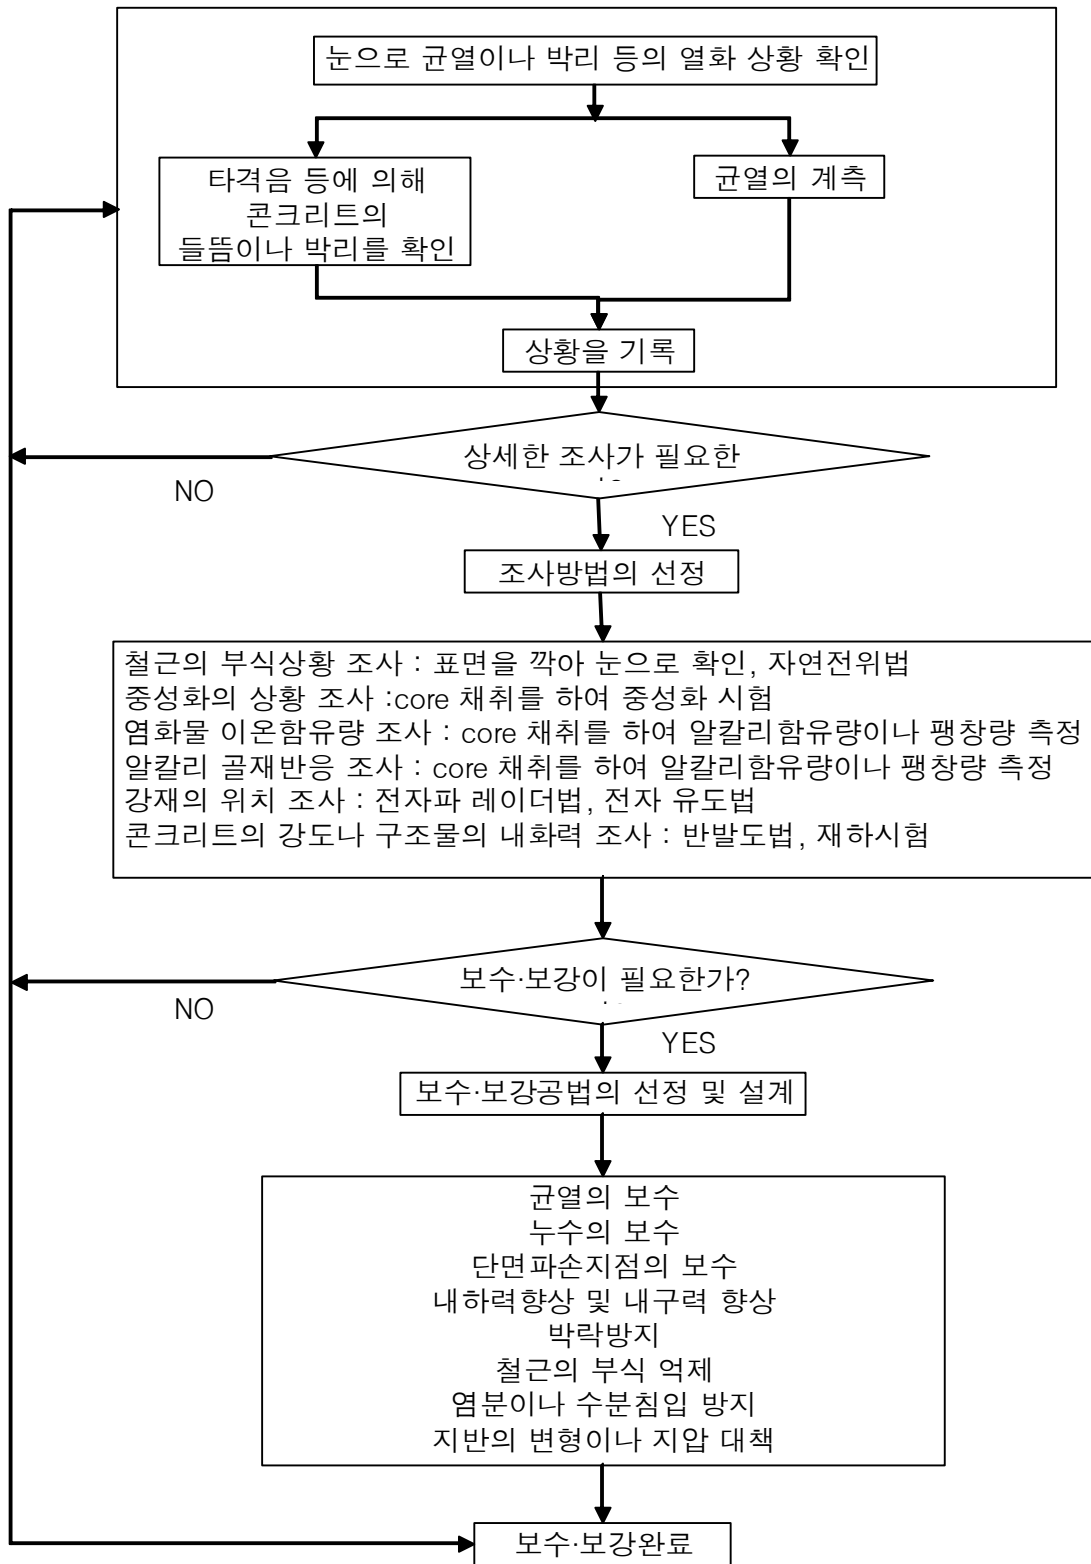 눈으로 균열이나 박리 등의 열화 상황 확인
타격음 등에 의해
콘크리트의
들뜸이나 박리를 확인
균열의 계측
상황을 기록
상세한 조사가 필요한
NO
YES
조사방법의 선정
철근의 부식상황 조사 : 표면을 깍아 눈으로 확인, 자연전위법
중성화의 상황 조사 :core 채취를 하여 중성화 시험
염화물 이온함유량 조사 : core 채취를 하여 알칼리함유량이나 팽창량 측정
알칼리 골재반응 조사 : core 채취를 하여 알칼리함유량이나 팽창량 측정
강재의 위치 조사 : 전자파 레이더법, 전자 유도법
콘크리트의 강도나 구조물의 내화력 조사 : 반발도법, 재하시험
보수·보강이 필요한가?
NO
YES
보수·보강공법의 선정 및 설계
균열의 보수
누수의 보수
단면파손지점의 보수
내하력향상 및 내구력 향상
박락방지
철근의 부식 억제
염분이나 수분침입 방지
지반의 변형이나 지압 대책
보수·보강완료